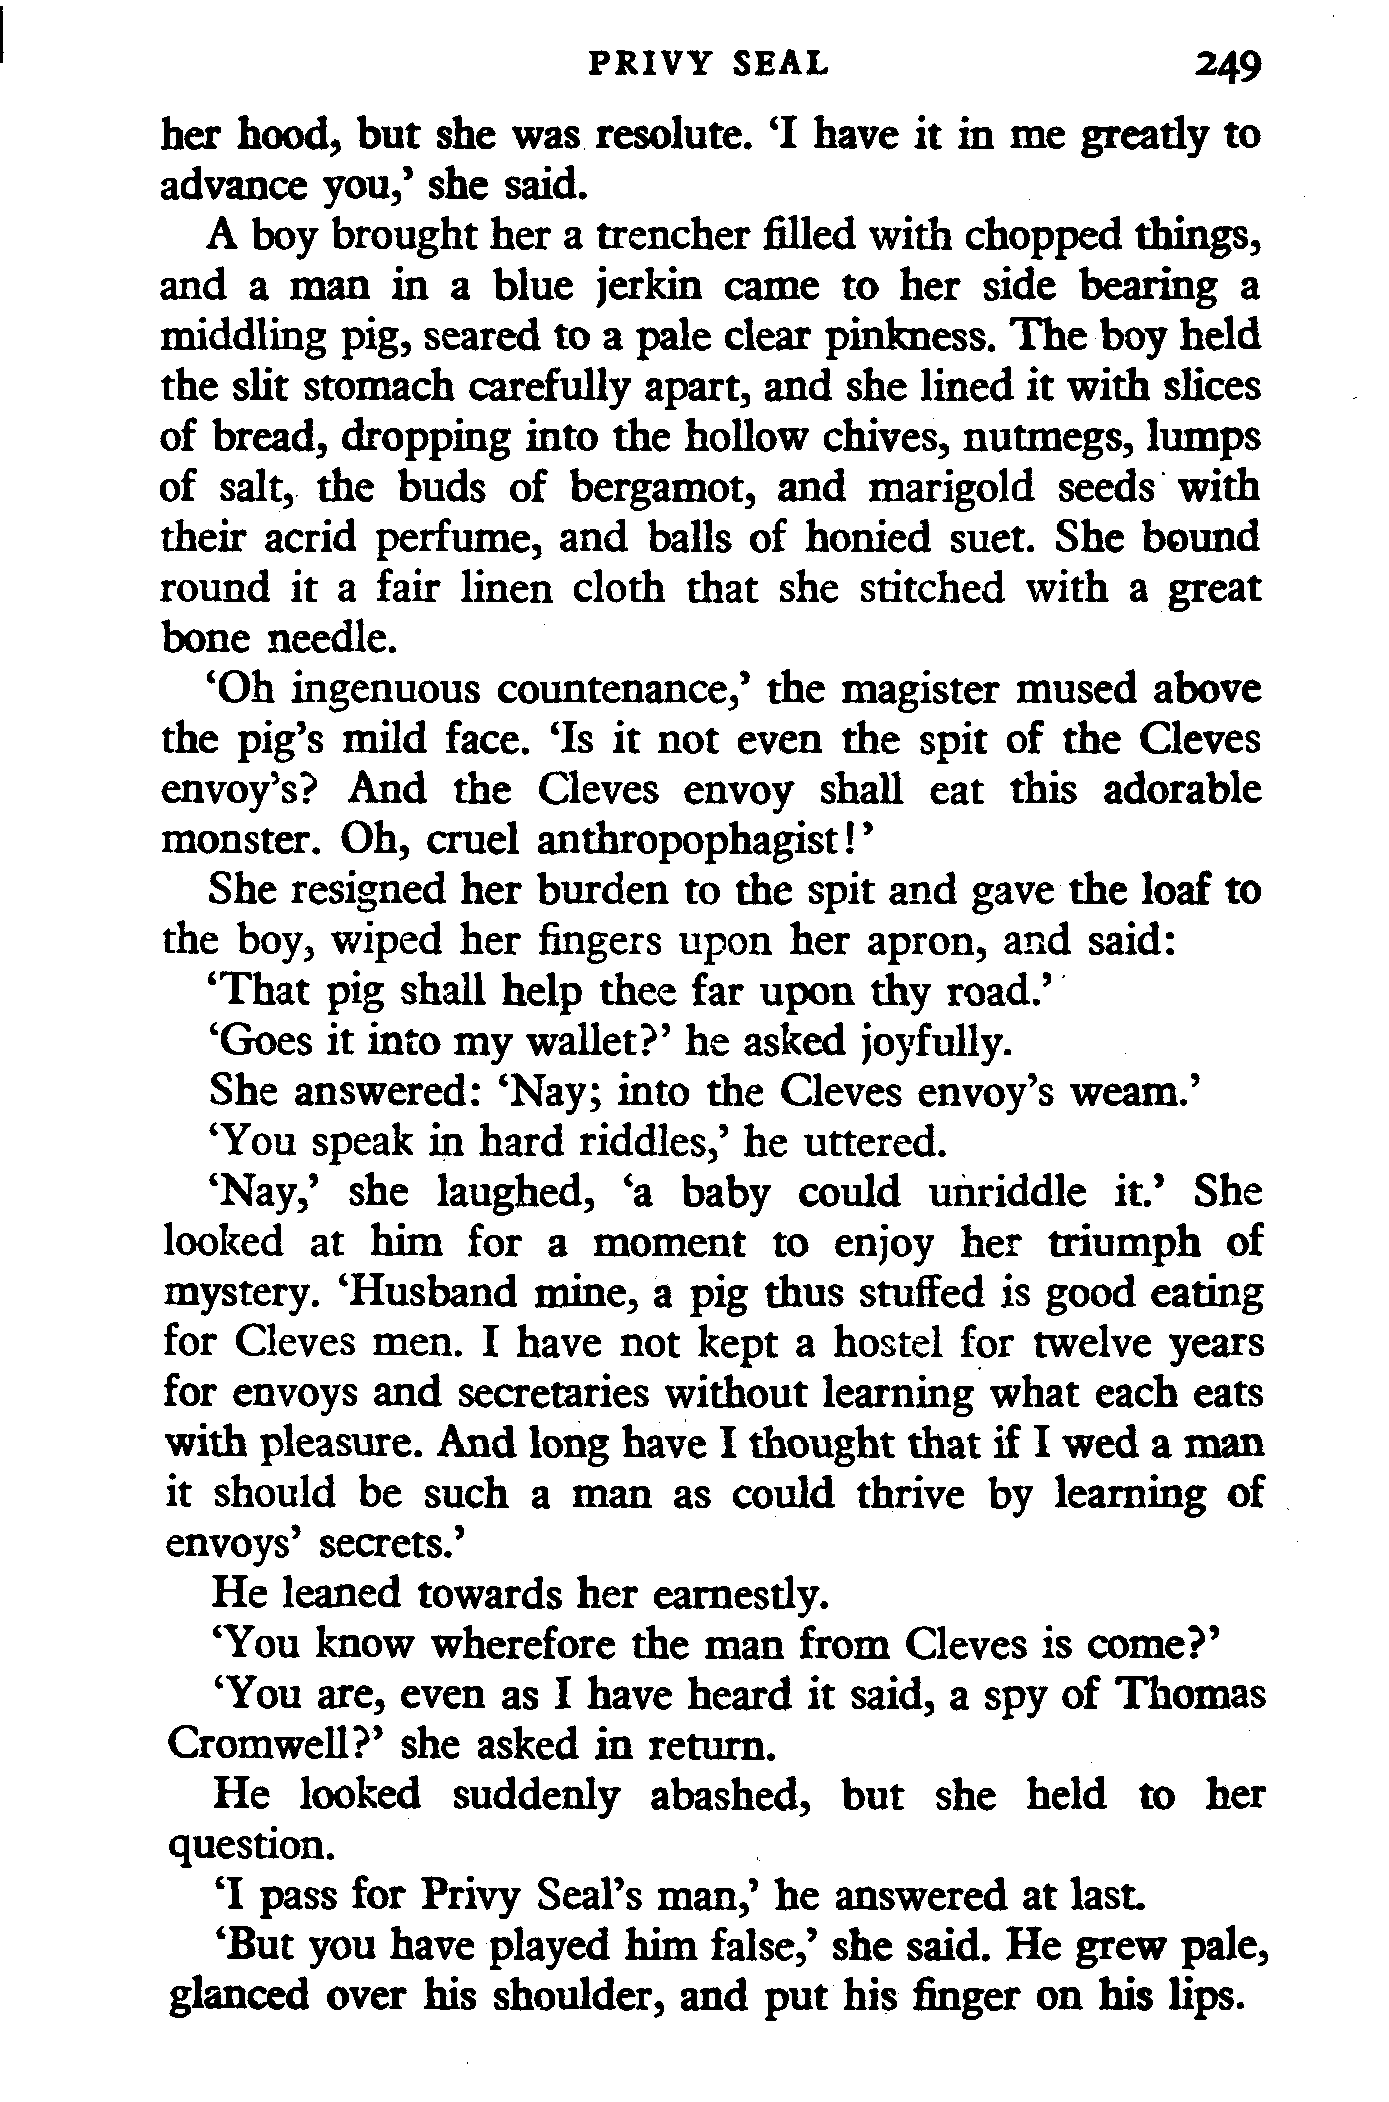 PRIVY SEAL 249
her hood, but she was resolute. ‘I have it in me greatly to
advance you,’ she said.
A boy brought her a trencher filled with chopped things,
and a man in a blue jerkin came to her side bearing a
middling pig, seared to a pale clear pinkness. The boy held
the slit stomach carefully apart, and she lined it with slices
of bread, dropping into the hollow chives, nutmegs, lumps
of salt, the buds of bergamot, and marigold seeds with
their acrid perfume, and balls of honied suet. She bound
round it a fair linen cloth that she stitched with a great
bone needle.
‘Oh ingenuous countenance,’ the magister mused above
the pig’s mild face. ‘Is it not even the spit of the Cleves
envoy’s? And the Cleves envoy shall eat this adorable
monster. Oh, cruel anthropophagist!’
She resigned her burden to the spit and gave the loaf to
the boy, wiped her fingers upon her apron, and said:
‘That pig shall help thee far upon thy road.’
‘Goes it into my wallet?’ he asked joyfully.
She answered: ‘Nay; into the Cleves envoy’s weam.’
‘You speak in hard riddles,’ he uttered.
‘Nay,’ she laughed, ‘a baby could unriddle it.’ She
looked at him for a moment to enjoy her triumph of
mystery. ‘Husband mine, a pig thus stuffed is good eating
for Cleves men. I have not kept a hostel for twelve years
for envoys and secretaries without learning what each eats
with pleasure. And long have I thought that if I wed a man
it should be such a man as could thrive by learning of
envoys’ secrets.’
He leaned towards her earnestly.
‘You know wherefore the man from Cleves is come?’
‘You are, even as I have heard it said, a spy of Thomas
Cromwell?’ she asked in return.
He looked suddenly abashed, but she held to her
question.
‘I pass for Privy Seal’s man,’ he answered at last.
‘But you have played him false,’ she said. He grew pale,
glanced over his shoulder, and put his finger on his lips.